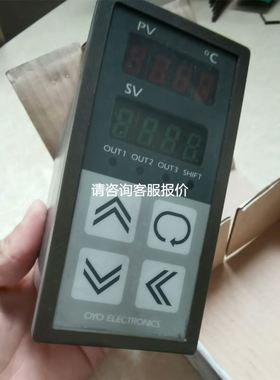 PV
°C
SV
OUT1 OUT2 OUT3 SHIFT
请咨询客服报价
OYO ELECTRONICS